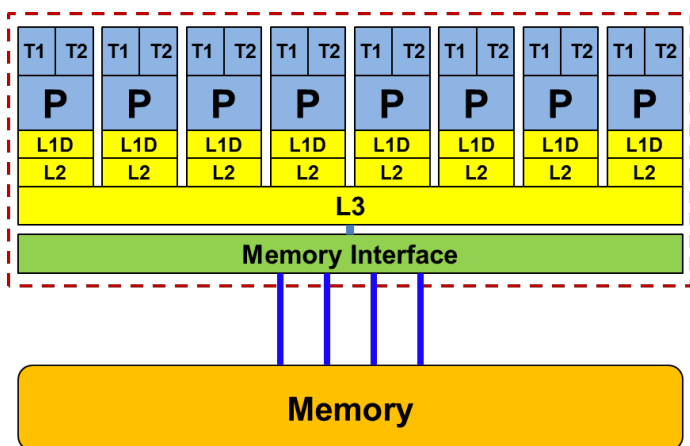 T1 T2 T1 T2 T1 T2 T1 T2 T1 T2 T1 T2 T1 T2 T1 T2
P P P P P P P P
L1D L1D L1D L1D L1D L1D L1D L1D
L2 L2 L2 L2 L2 L2 L2 L2
L3
Memory Interface
Memory